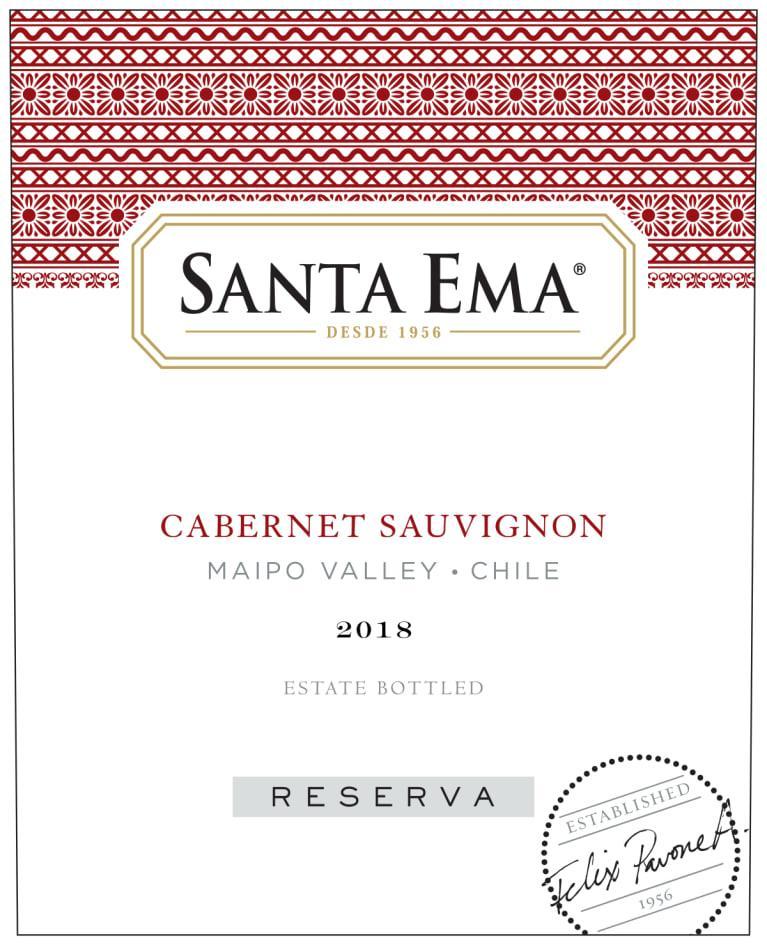 SANTA EMA®
DESDE 1956
CABERNET SAUVIGNON
MAIPO VALLEY • CHILE
2018
ESTATE BOTTLED
RESERVA
ESTABLISHED
Felix Pavone A.
1956